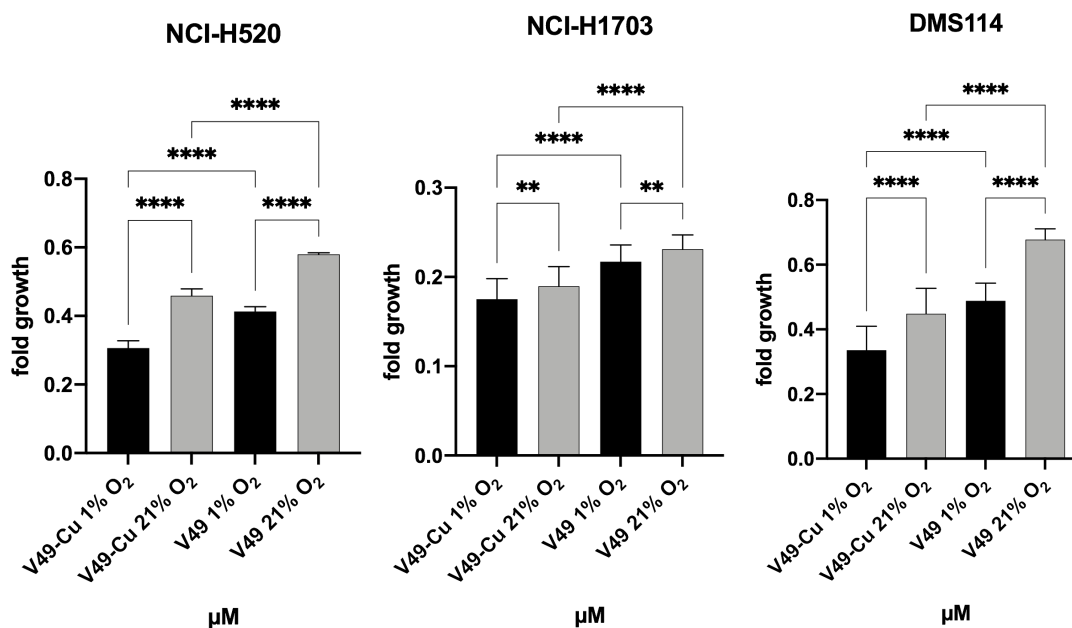 NCI-H520
****
****
****
****
fold growth
0.8
0.6
0.4
0.2
0.0
V49-Cu 1% O₂
V49-Cu 21% O₂
V49 1% O₂
V49 21% O₂
µM
NCI-H1703
****
****
**
**
fold growth
0.3
0.2
0.1
0.0
V49-Cu 1% O₂
V49-Cu 21% O₂
V49 1% O₂
V49 21% O₂
µM
DMS114
****
****
****
****
fold growth
0.8
0.6
0.4
0.2
0.0
V49-Cu 1% O₂
V49-Cu 21% O₂
V49 1% O₂
V49 21% O₂
µM